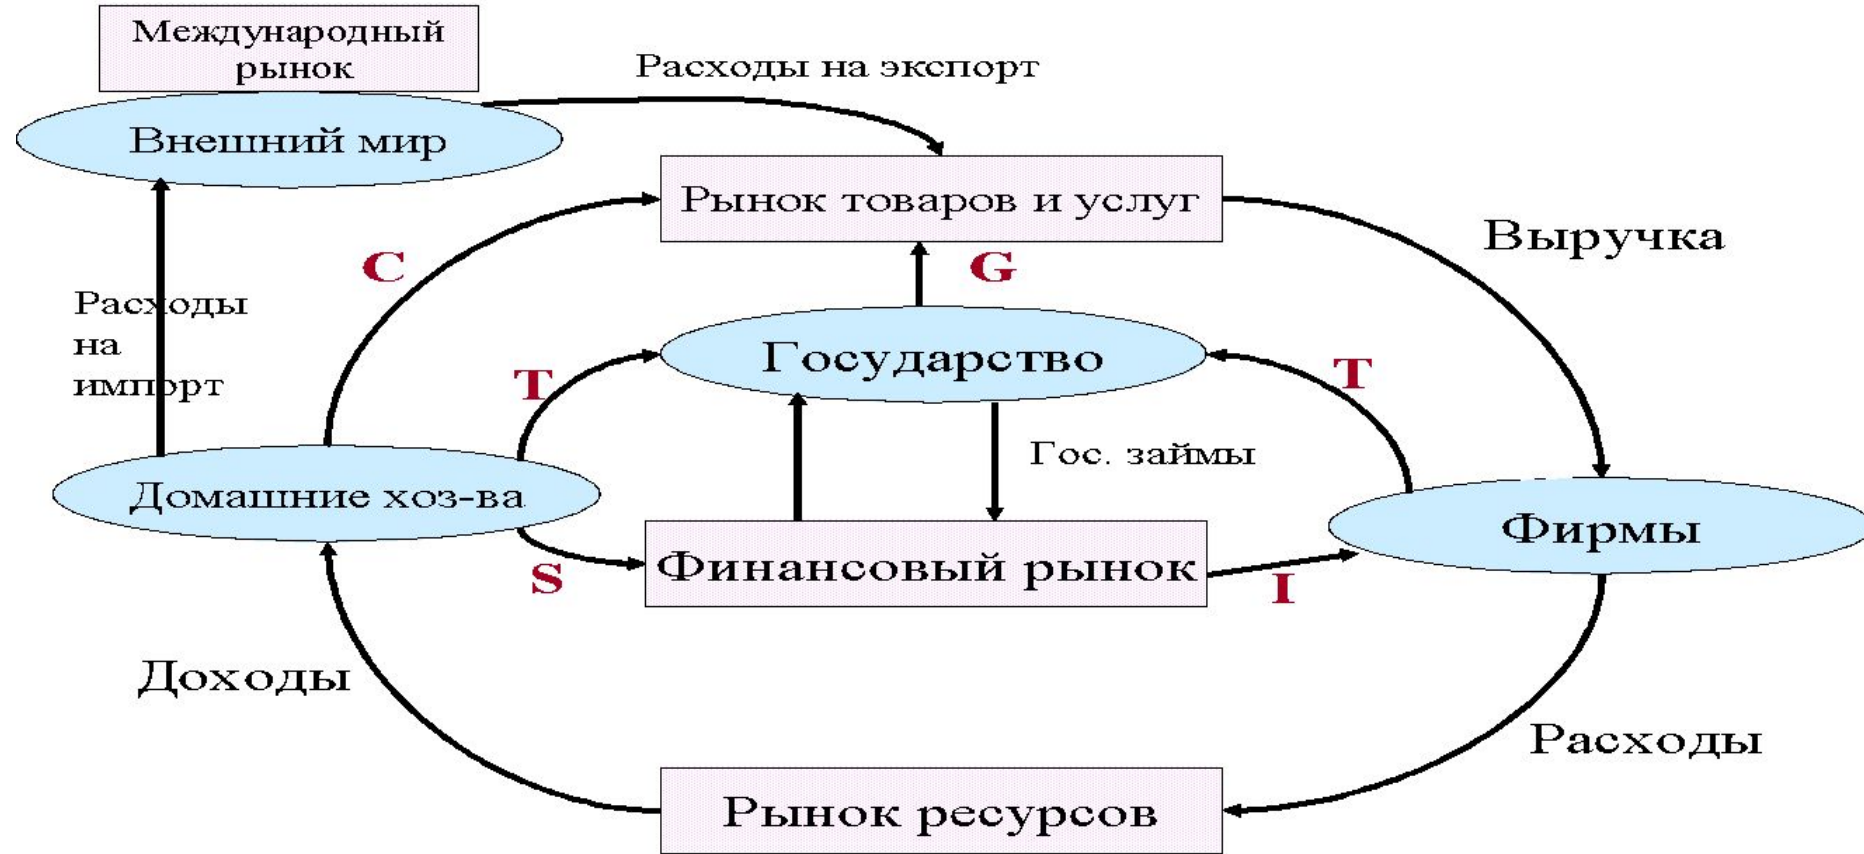 Международный
рынок
Расходы на экспорт
Внешний мир
Рынок товаров и услуг
Выручка
C
G
Расходы
на
импорт
Государство
T
T
Гос. займы
Домашние хоз-ва
Фирмы
Финансовый рынок
S
I
Доходы
Расходы
Рынок ресурсов